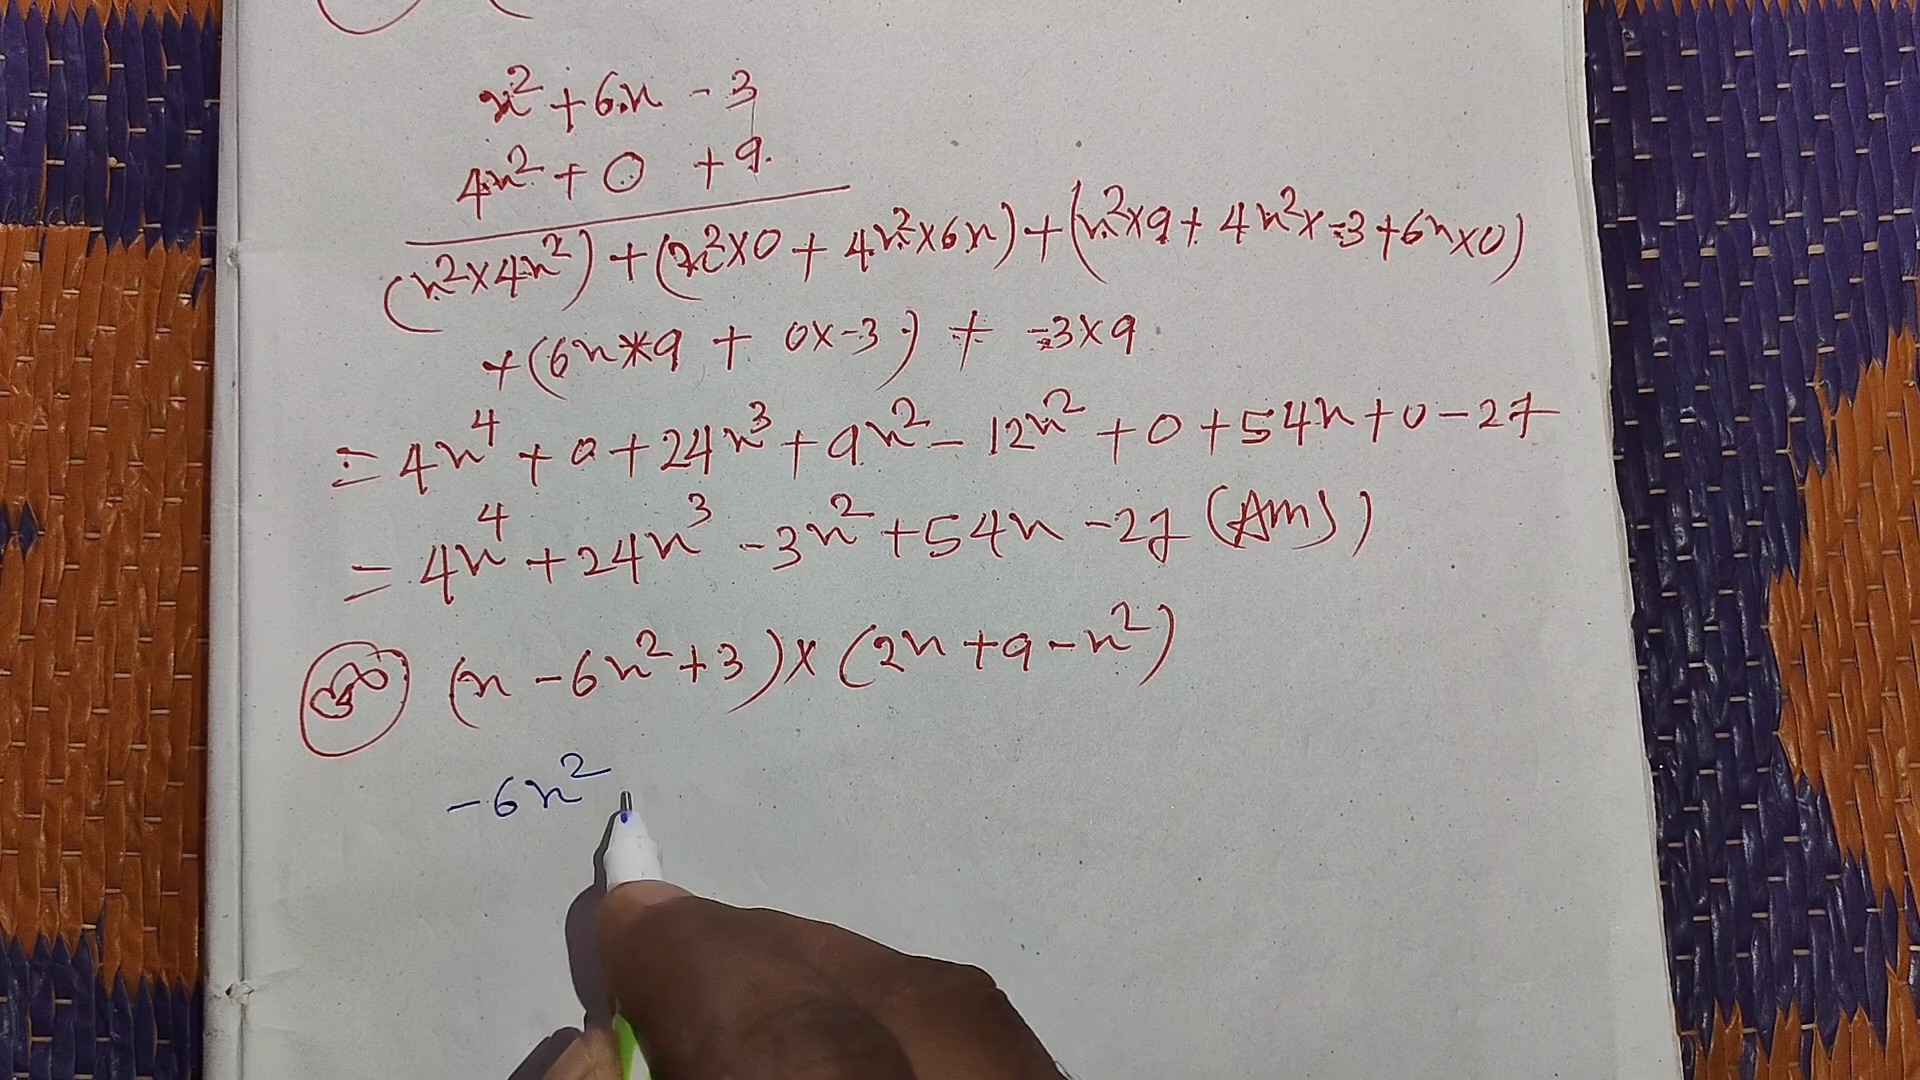 x² + 6x - 3
4x² + 0 + 9
(x²×4x²) + (x²×0 + 4x²×6x) + (x²×9 + 4x²×-3 + 6x×0)
+ (6x×9 + 0×-3) + -3×9
= 4x⁴ + 0 + 24x³ + 9x² - 12x² + 0 + 54x + 0 - 27
= 4x⁴ + 24x³ - 3x² + 54x - 27 (Ans)
(x - 6x² + 3) × (2x + 9 - x²)
-6x²